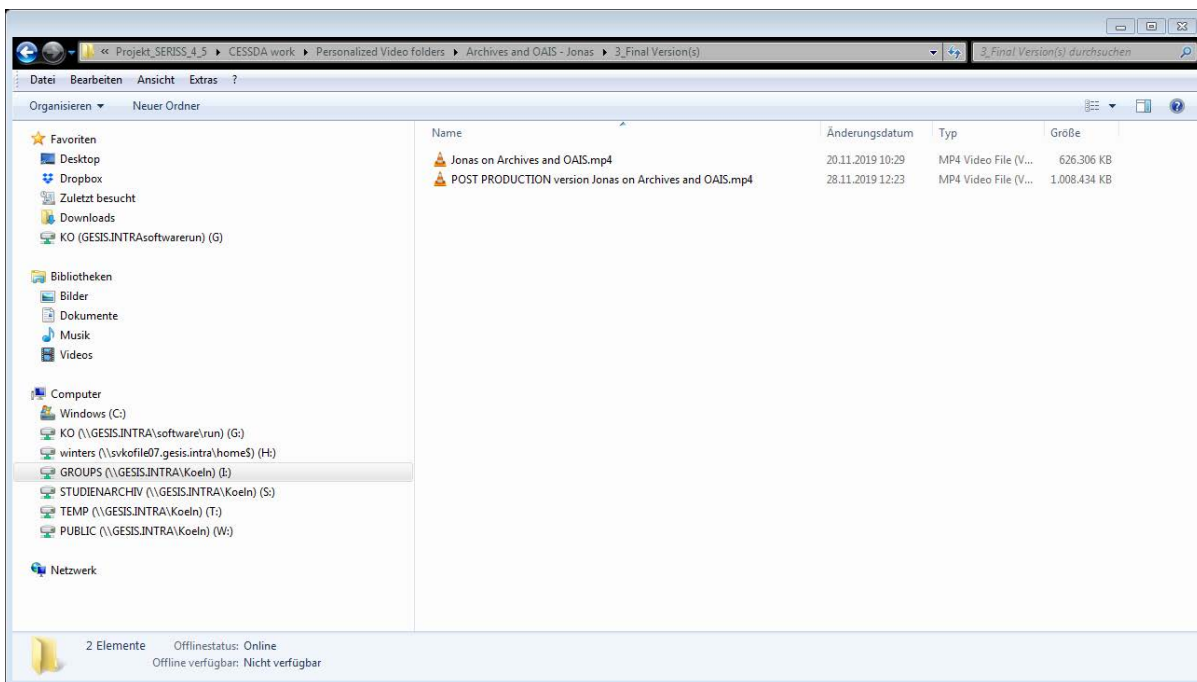 « Projekt_SERISS_4_5 ▸ CESSDA work ▸ Personalized Video folders ▸ Archives and OAIS - Jonas ▸ 3_Final Version(s)
3_Final Version(s) durchsuchen
Datei Bearbeiten Ansicht Extras ?
Organisieren Neuer Ordner
Favoriten
Desktop
Dropbox
Zuletzt besucht
Downloads
KO (GESIS.INTRAsoftwarerun) (G)
Bibliotheken
Bilder
Dokumente
Musik
Videos
Computer
Windows (C:)
KO (\\GESIS.INTRA\software\run) (G:)
winters (\\svkofile07.gesis.intra\home$) (H:)
GROUPS (\\GESIS.INTRA\Koeln) (I:)
STUDIENARCHIV (\\GESIS.INTRA\Koeln) (S:)
TEMP (\\GESIS.INTRA\Koeln) (T:)
PUBLIC (\\GESIS.INTRA\Koeln) (W:)
Netzwerk
Name Änderungsdatum Typ Größe
Jonas on Archives and OAIS.mp4 20.11.2019 10:29 MP4 Video File (V... 626.306 KB
POST PRODUCTION version Jonas on Archives and OAIS.mp4 28.11.2019 12:23 MP4 Video File (V... 1.008.434 KB
2 Elemente Offlinestatus: Online
Offline verfügbar: Nicht verfügbar